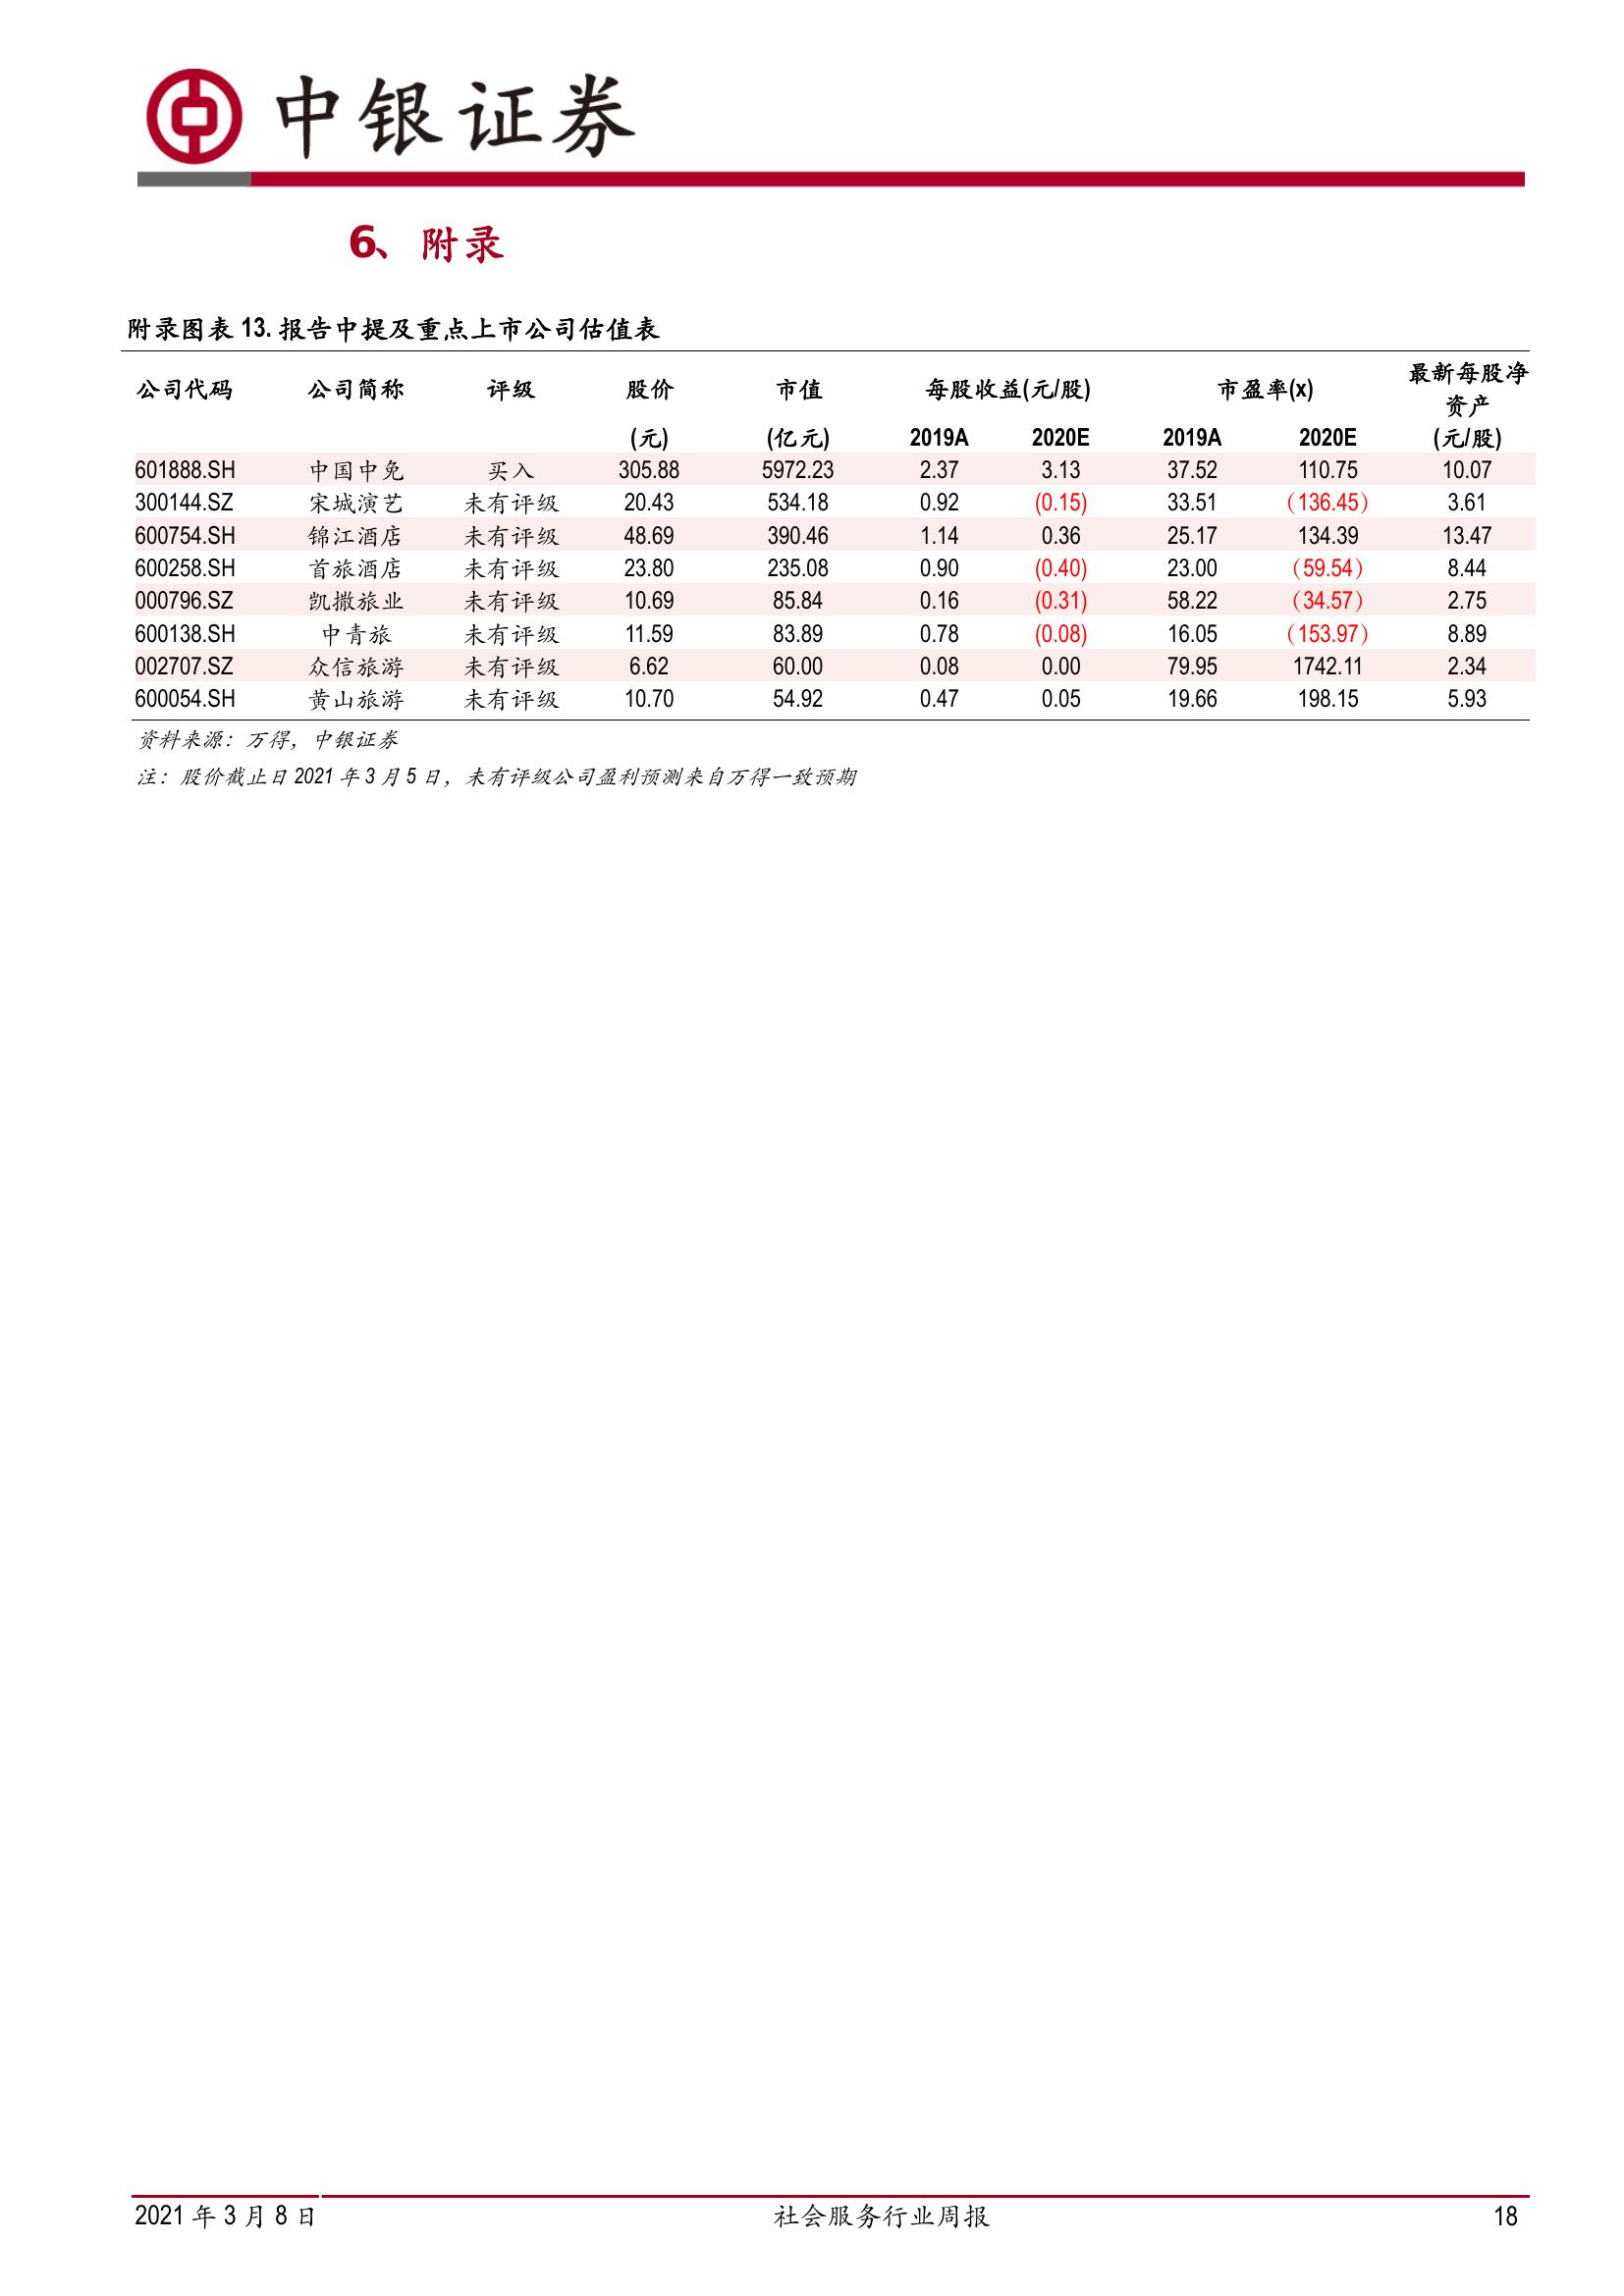 中银证券
6、附录
附录图表 13. 报告中提及重点上市公司估值表
公司代码 公司简称 评级 股价 市值 每股收益(元/股) 市盈率(x) 最新每股净资产
(元) (亿元) 2019A 2020E 2019A 2020E (元/股)
601888.SH 中国中免 买入 305.88 5972.23 2.37 3.13 37.52 110.75 10.07
300144.SZ 宋城演艺 未有评级 20.43 534.18 0.92 (0.15) 33.51 （136.45） 3.61
600754.SH 锦江酒店 未有评级 48.69 390.46 1.14 0.36 25.17 134.39 13.47
600258.SH 首旅酒店 未有评级 23.80 235.08 0.90 (0.40) 23.00 （59.54） 8.44
000796.SZ 凯撒旅业 未有评级 10.69 85.84 0.16 (0.31) 58.22 （34.57） 2.75
600138.SH 中青旅 未有评级 11.59 83.89 0.78 (0.08) 16.05 （153.97） 8.89
002707.SZ 众信旅游 未有评级 6.62 60.00 0.08 0.00 79.95 1742.11 2.34
600054.SH 黄山旅游 未有评级 10.70 54.92 0.47 0.05 19.66 198.15 5.93
资料来源：万得，中银证券
注：股价截止日 2021 年 3 月 5 日，未有评级公司盈利预测来自万得一致预期
2021 年 3 月 8 日 社会服务行业周报 18